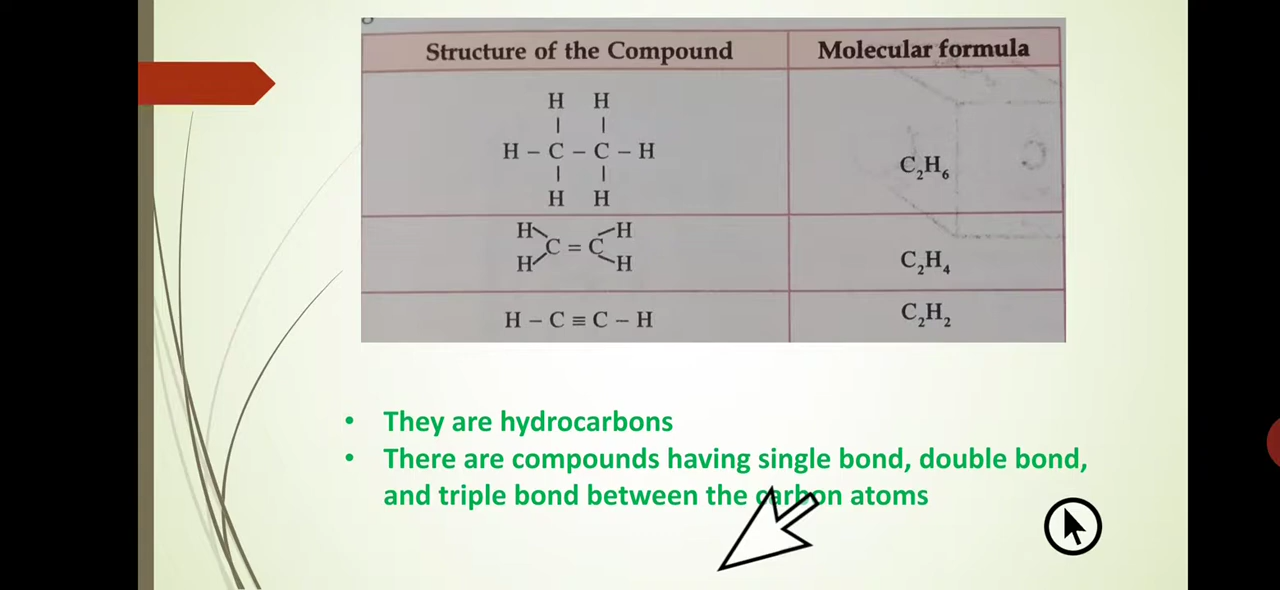 Structure of the Compound Molecular formula
H H
| |
H – C – C – H
| |
H H
C₂H₆
H H
C = C
H H
C₂H₄
H – C ≡ C – H
C₂H₂
• They are hydrocarbons
• There are compounds having single bond, double bond,
and triple bond between the carbon atoms